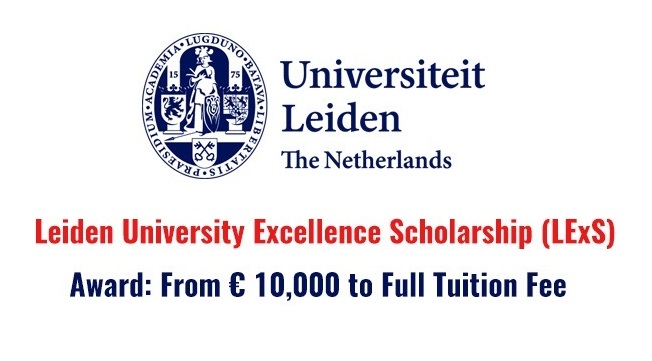 ACADEMIA · LUGDUNO · BATAVA · LIBERTATIS · PRAESIDIUM ·
15 75
Universiteit
Leiden
The Netherlands
Leiden University Excellence Scholarship (LExS)
Award: From € 10,000 to Full Tuition Fee